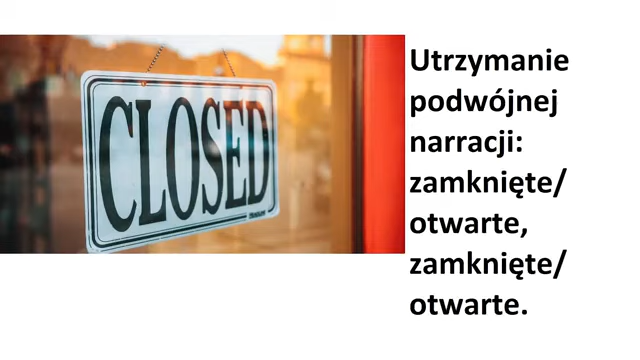 CLOSED
Utrzymanie
podwójnej
narracji:
zamknięte/
otwarte,
zamknięte/
otwarte.